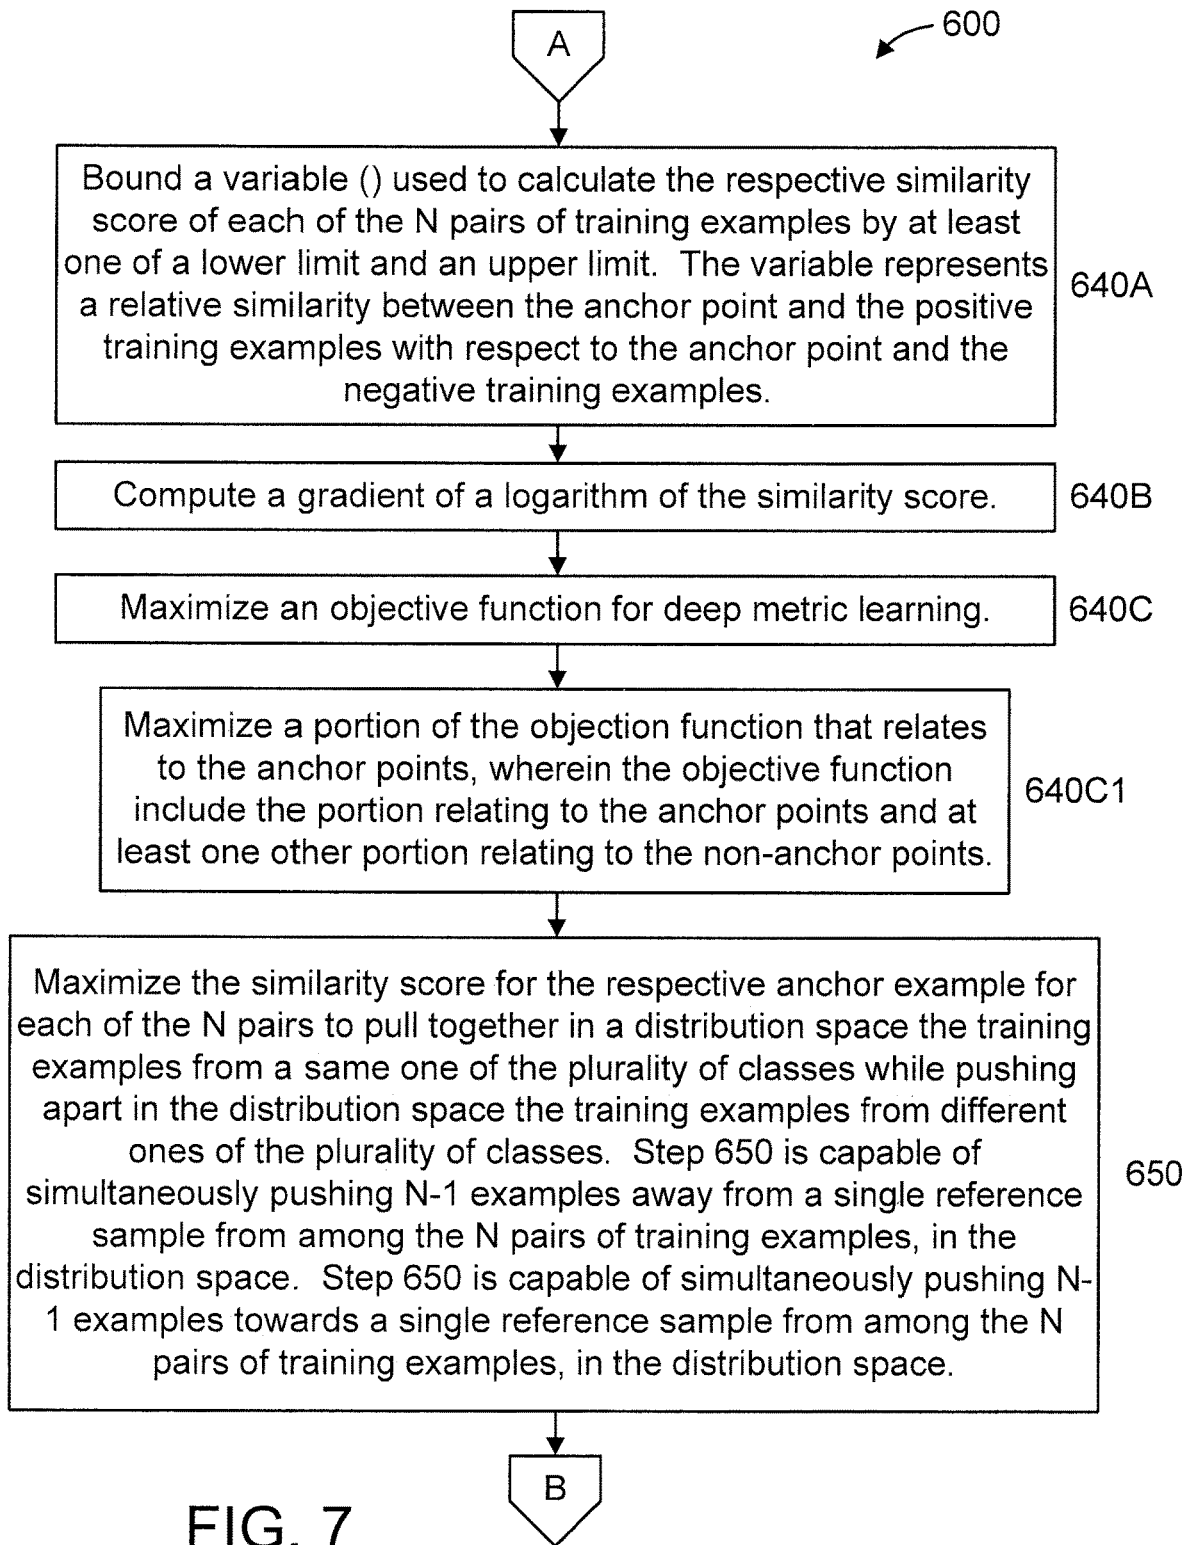 A
600
Bound a variable () used to calculate the respective similarity
score of each of the N pairs of training examples by at least
one of a lower limit and an upper limit.  The variable represents
a relative similarity between the anchor point and the positive
training examples with respect to the anchor point and the
negative training examples.
640A
Compute a gradient of a logarithm of the similarity score.
640B
Maximize an objective function for deep metric learning.
640C
Maximize a portion of the objection function that relates
to the anchor points, wherein the objective function
include the portion relating to the anchor points and at
least one other portion relating to the non-anchor points.
640C1
Maximize the similarity score for the respective anchor example for
each of the N pairs to pull together in a distribution space the training
examples from a same one of the plurality of classes while pushing
apart in the distribution space the training examples from different
ones of the plurality of classes.  Step 650 is capable of
simultaneously pushing N-1 examples away from a single reference
sample from among the N pairs of training examples, in the
distribution space.  Step 650 is capable of simultaneously pushing N-
1 examples towards a single reference sample from among the N
pairs of training examples, in the distribution space.
650
B
FIG. 7